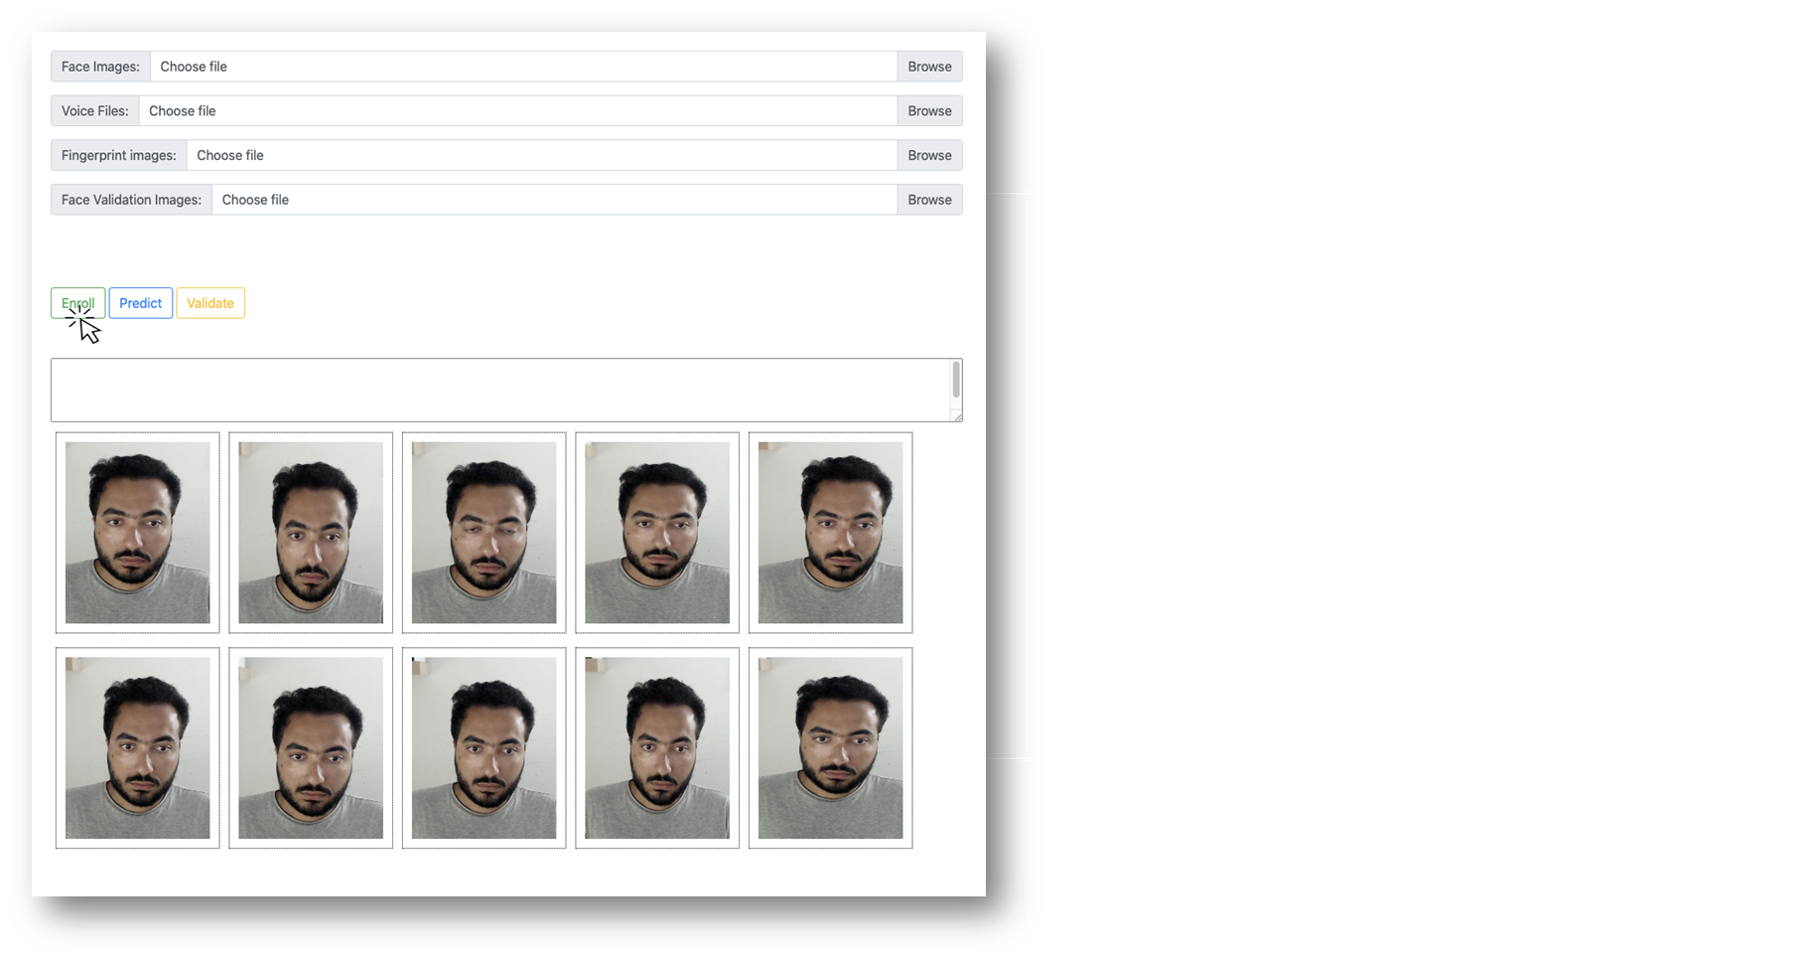 Face Images: Choose file Browse
Voice Files: Choose file Browse
Fingerprint images: Choose file Browse
Face Validation Images: Choose file Browse
Enroll Predict Validate